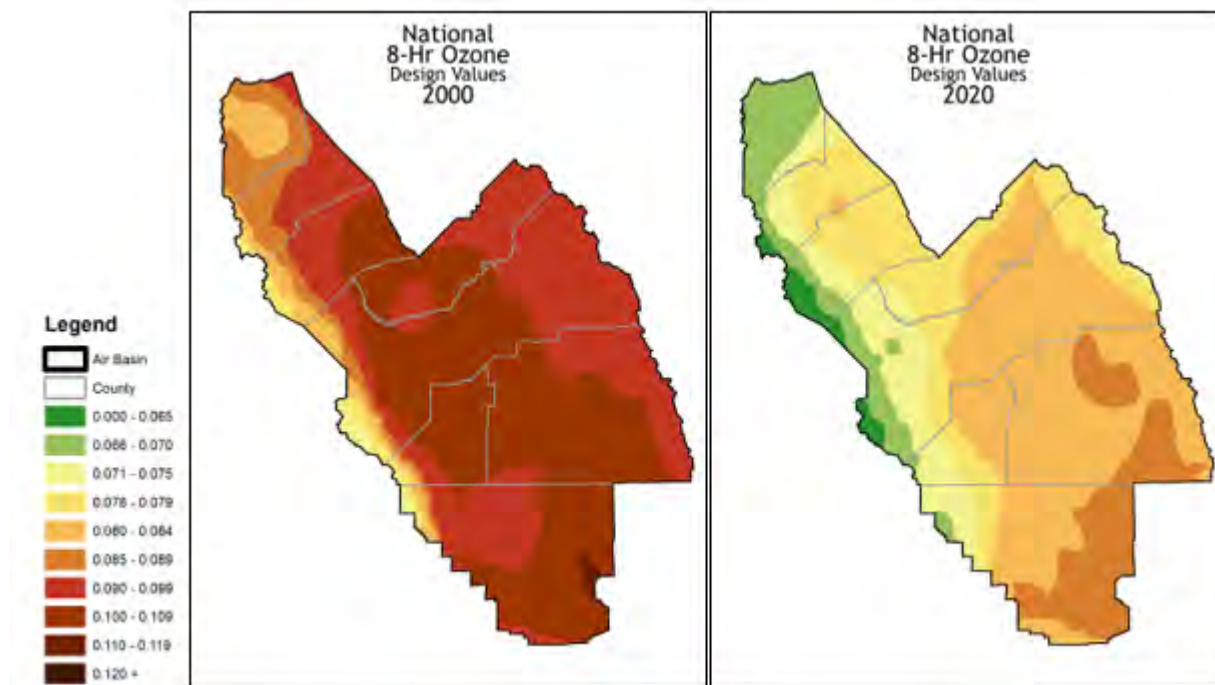 National
8-Hr Ozone
Design Values
2000
National
8-Hr Ozone
Design Values
2020
Legend
Air Basin
County
0.000 - 0.065
0.066 - 0.070
0.071 - 0.075
0.076 - 0.079
0.080 - 0.084
0.085 - 0.089
0.090 - 0.099
0.100 - 0.109
0.110 - 0.119
0.120 +